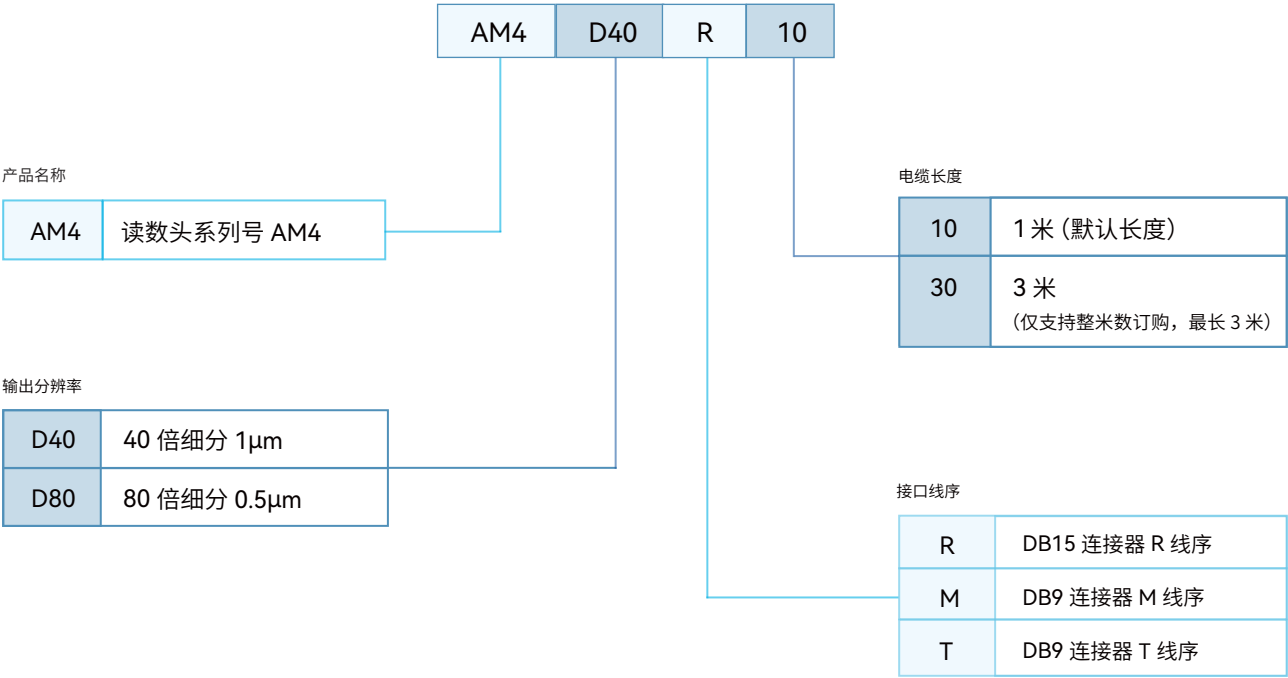 AM4 D40 R 10
产品名称
AM4 读数头系列号 AM4
电缆长度
10 1 米（默认长度）
30 3 米
（仅支持整米数订购，最长 3 米）
输出分辨率
D40 40 倍细分 1μm
D80 80 倍细分 0.5μm
接口线序
R DB15 连接器 R 线序
M DB9 连接器 M 线序
T DB9 连接器 T 线序